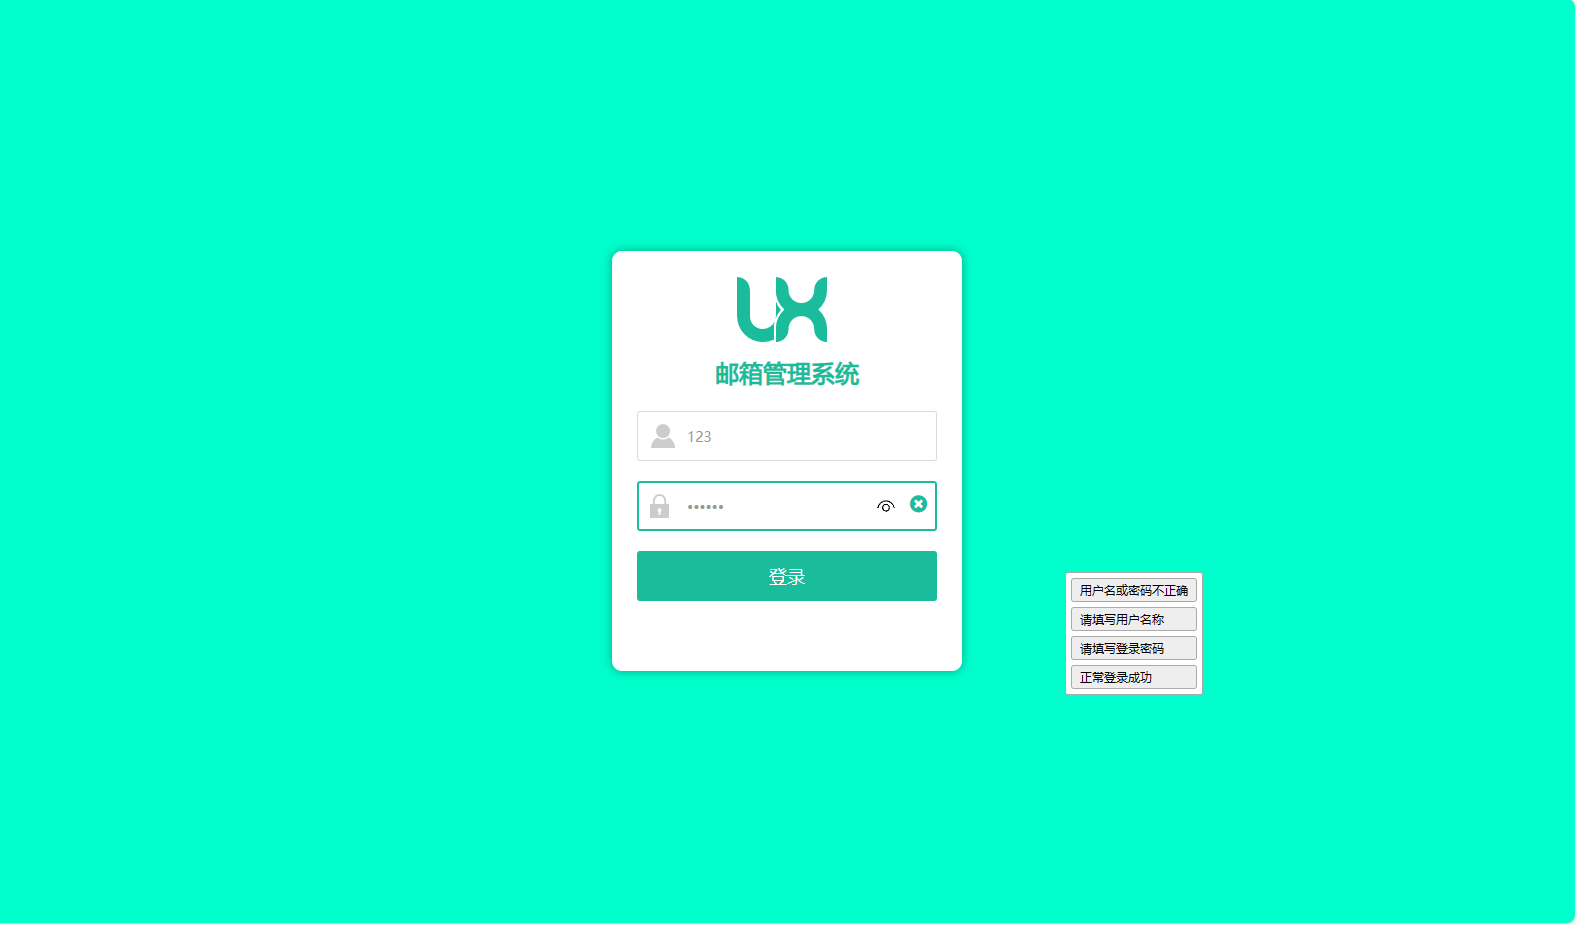 UX
邮箱管理系统
123
••••••
登录
用户名或密码不正确
请填写用户名称
请填写登录密码
正常登录成功